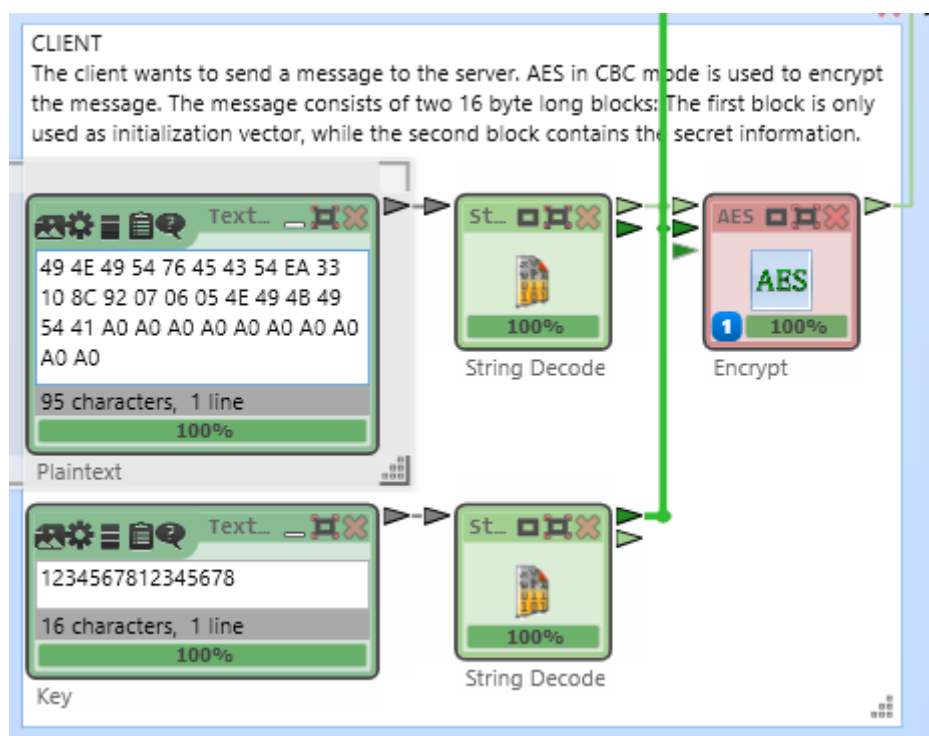 CLIENT
The client wants to send a message to the server. AES in CBC mode is used to encrypt
the message. The message consists of two 16 byte long blocks: The first block is only
used as initialization vector, while the second block contains the secret information.
Text...
St...
AES
49 4E 49 54 76 45 43 54 EA 33
10 8C 92 07 06 05 4E 49 4B 49
54 41 A0 A0 A0 A0 A0 A0 A0 A0
A0 A0
AES
100%
1 100%
String Decode
Encrypt
95 characters, 1 line
100%
Plaintext
Text...
St...
1234567812345678
16 characters, 1 line
100%
100%
String Decode
Key